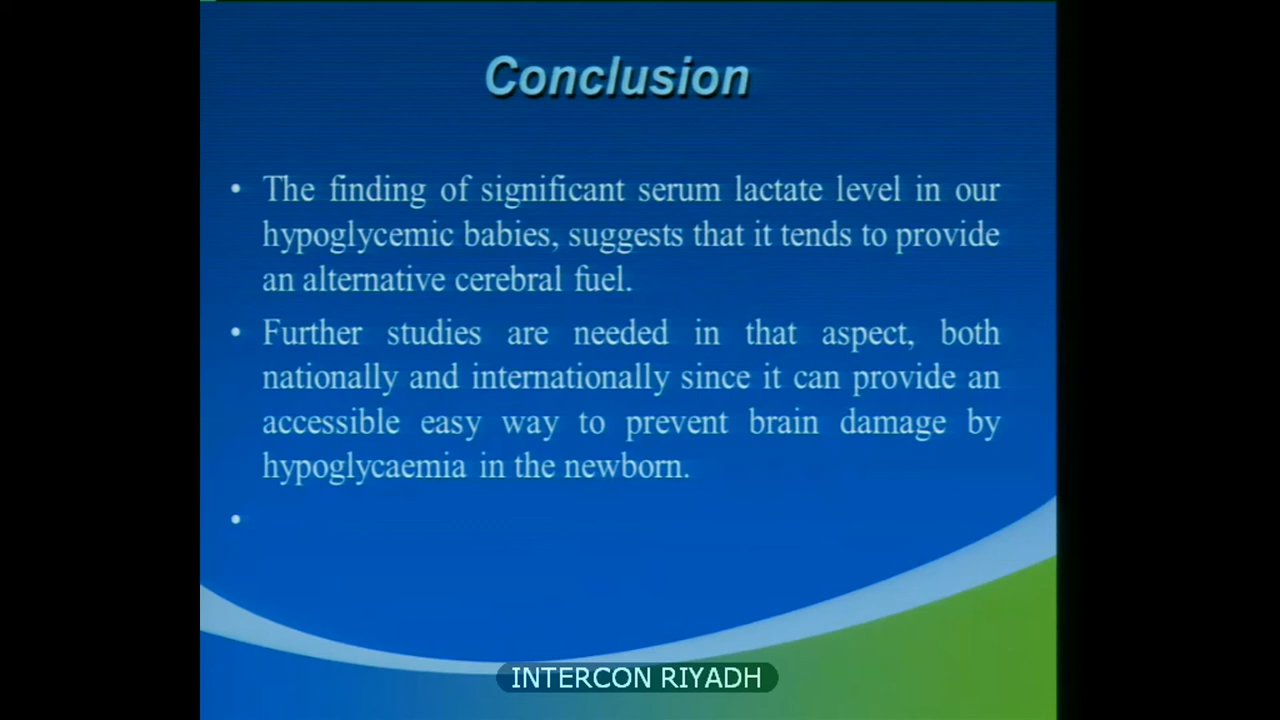 Conclusion
• The finding of significant serum lactate level in our
hypoglycemic babies, suggests that it tends to provide
an alternative cerebral fuel.
• Further studies are needed in that aspect, both
nationally and internationally since it can provide an
accessible easy way to prevent brain damage by
hypoglycaemia in the newborn.
•
INTERCON RIYADH